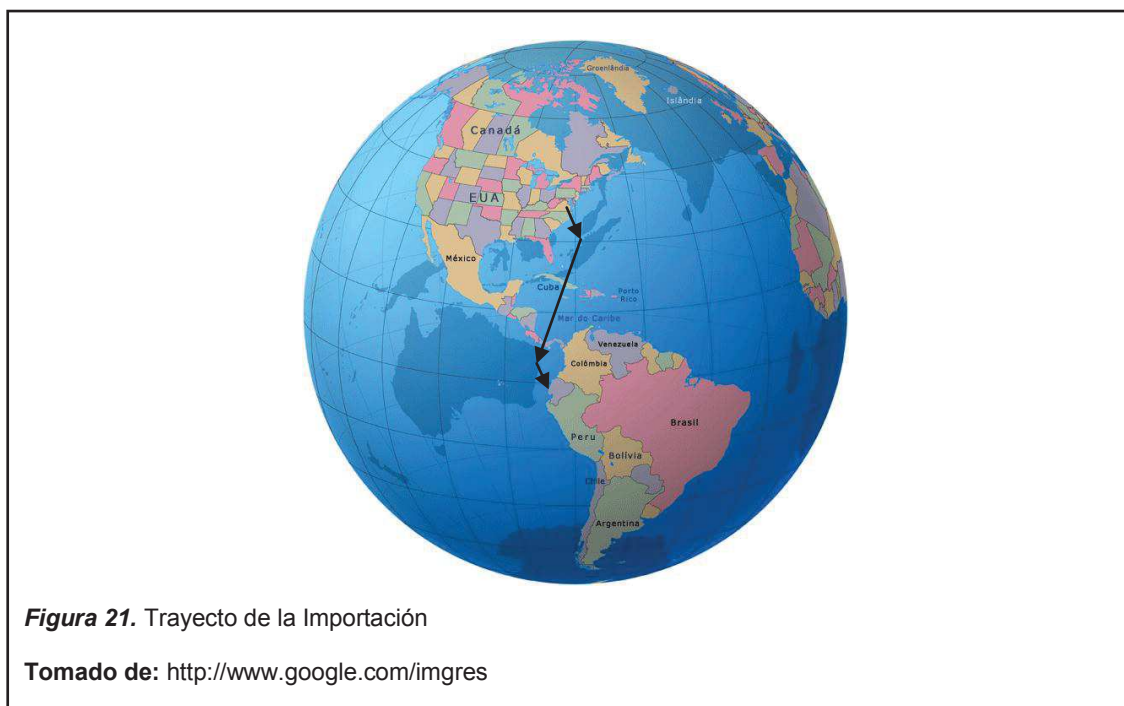 Groenlândia
Islândia
Canadá
EUA
México
Cuba
Porto
Rico
Mar do Caribe
Venezuela
Colômbia
Brasil
Peru
Bolívia
Chile
Argentina
Figura 21. Trayecto de la Importación
Tomado de: http://www.google.com/imgres